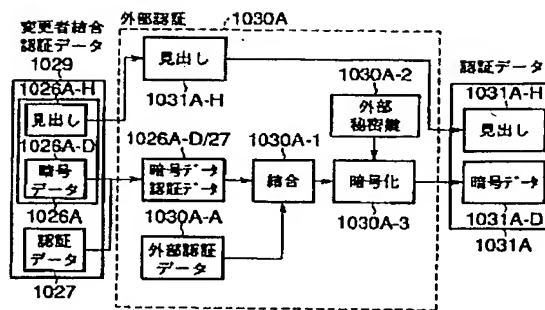 変更者結合
認証データ
1029
1026A-H
見出し
1026A-D
暗号
データ
1026A
認証
データ
1027
外部認証
1030A
見出し
1031A-H
1026A-D/27
暗号データ
認証データ
1030A-A
外部認証
データ
1030A-1
結合
1030A-2
外部
秘密鍵
暗号化
1030A-3
認証データ
1031A-H
見出し
暗号データ
1031A-D
1031A